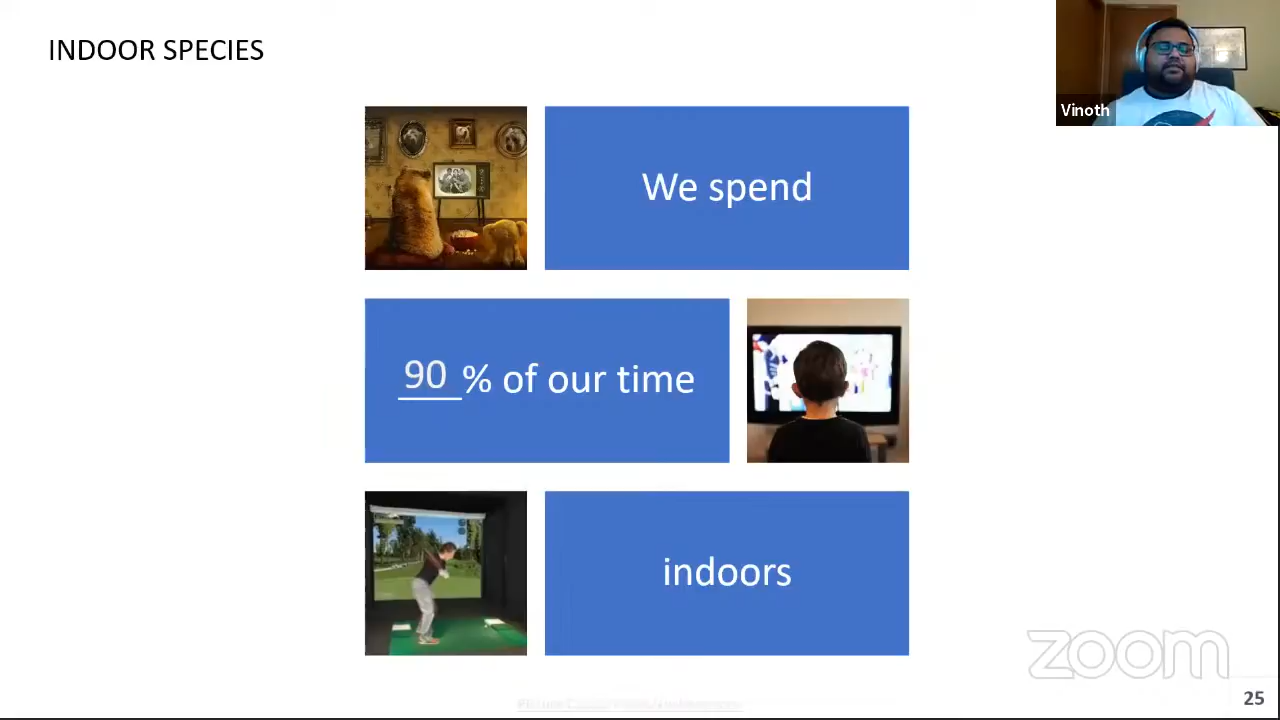 INDOOR SPECIES
Vinoth
We spend
90% of our time
indoors
zoom
25